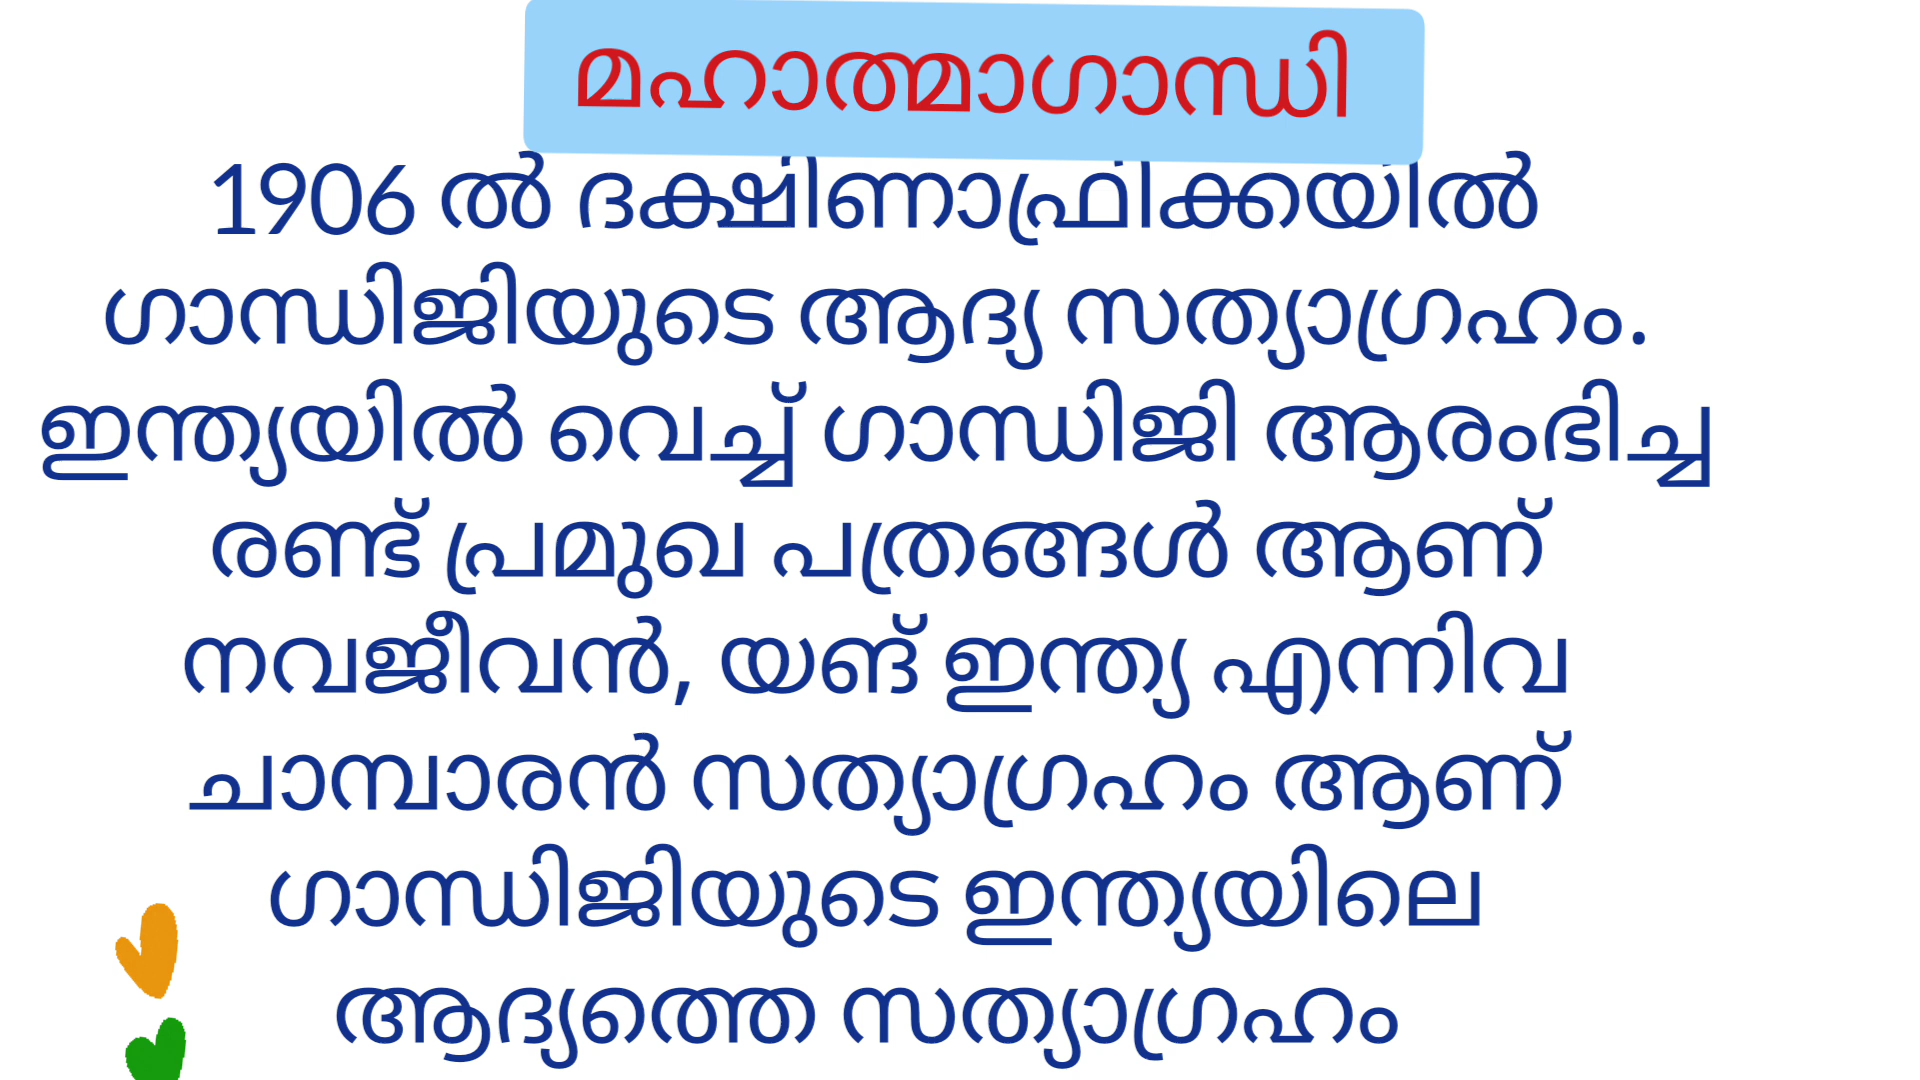 മഹാത്മാഗാന്ധി
1906 ൽ ദക്ഷിണാഫ്രിക്കയിൽ
ഗാന്ധിജിയുടെ ആദ്യ സത്യാഗ്രഹം.
ഇന്ത്യയിൽ വെച്ച് ഗാന്ധിജി ആരംഭിച്ച
രണ്ട് പ്രമുഖ പത്രങ്ങൾ ആണ്
നവജീവൻ, യങ് ഇന്ത്യ എന്നിവ
ചാമ്പാരൻ സത്യാഗ്രഹം ആണ്
ഗാന്ധിജിയുടെ ഇന്ത്യയിലെ
ആദ്യത്തെ സത്യാഗ്രഹം